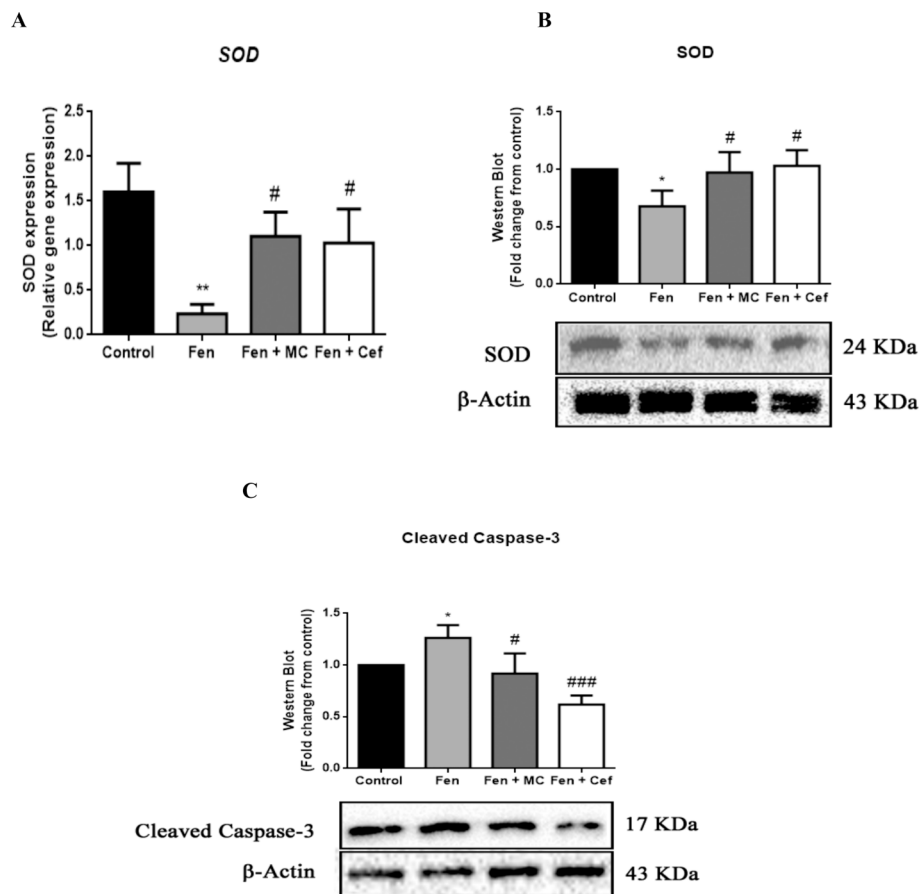 A
SOD
SOD expression
(Relative gene expression)
2.5
2.0
1.5
1.0
0.5
0.0
**
#
#
Control Fen Fen + MC Fen + Cef
B
SOD
Western Blot
(Fold change from control)
1.5
1.0
0.5
0.0
*
#
#
Control Fen Fen + MC Fen + Cef
SOD 24 KDa
β-Actin 43 KDa
C
Cleaved Caspase-3
Western Blot
(Fold change from control)
1.5
1.0
0.5
0.0
*
#
###
Control Fen Fen + MC Fen + Cef
Cleaved Caspase-3 17 KDa
β-Actin 43 KDa